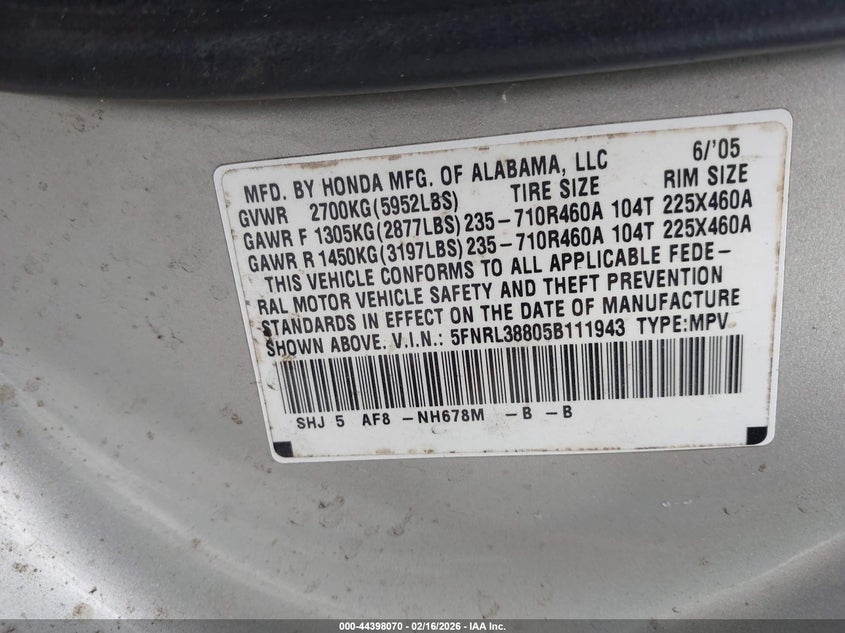 MFD. BY HONDA MFG. OF ALABAMA, LLC 6/'05
GVWR 2700KG(5952LBS) TIRE SIZE RIM SIZE
GAWR F 1305KG(2877LBS)235-710R460A 104T 225X460A
GAWR R 1450KG(3197LBS)235-710R460A 104T 225X460A
THIS VEHICLE CONFORMS TO ALL APPLICABLE FEDE-
RAL MOTOR VEHICLE SAFETY AND THEFT PREVENTION
STANDARDS IN EFFECT ON THE DATE OF MANUFACTURE
SHOWN ABOVE. V.I.N.: 5FNRL38805B111943 TYPE:MPV
SHJ 5 AF8 -NH678M -B -B
000-44398070 - 02/16/2026 - IAA Inc.